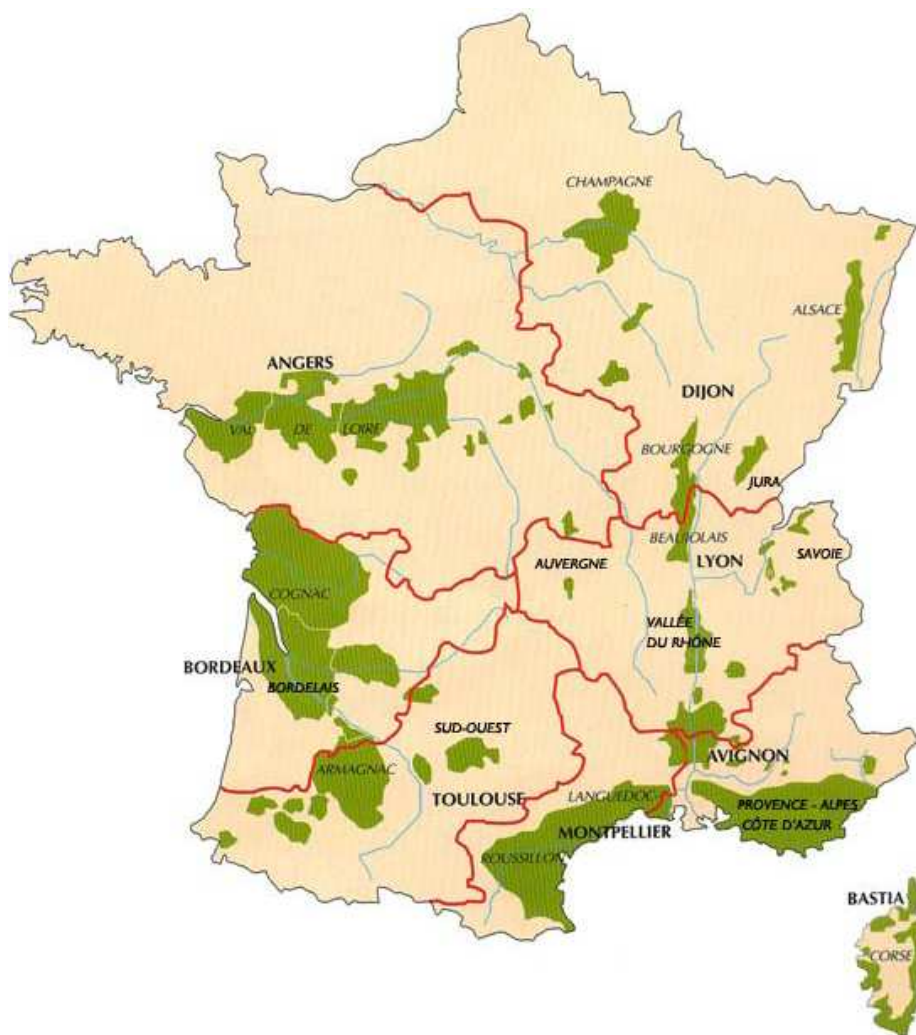 CHAMPAGNE
ALSACE
ANGERS
VAL DE LOIRE
DIJON
BOURGOGNE
JURA
BEAUJOLAIS
LYON
AUVERGNE
SAVOIE
COGNAC
VALLÉE
DU RHÔNE
BORDEAUX
BORDELAIS
SUD-OUEST
AVIGNON
ARMAGNAC
TOULOUSE
LANGUEDOC-
PROVENCE - ALPES
CÔTE D'AZUR
MONTPELLIER
ROUSSILLON
BASTIA
CORSE